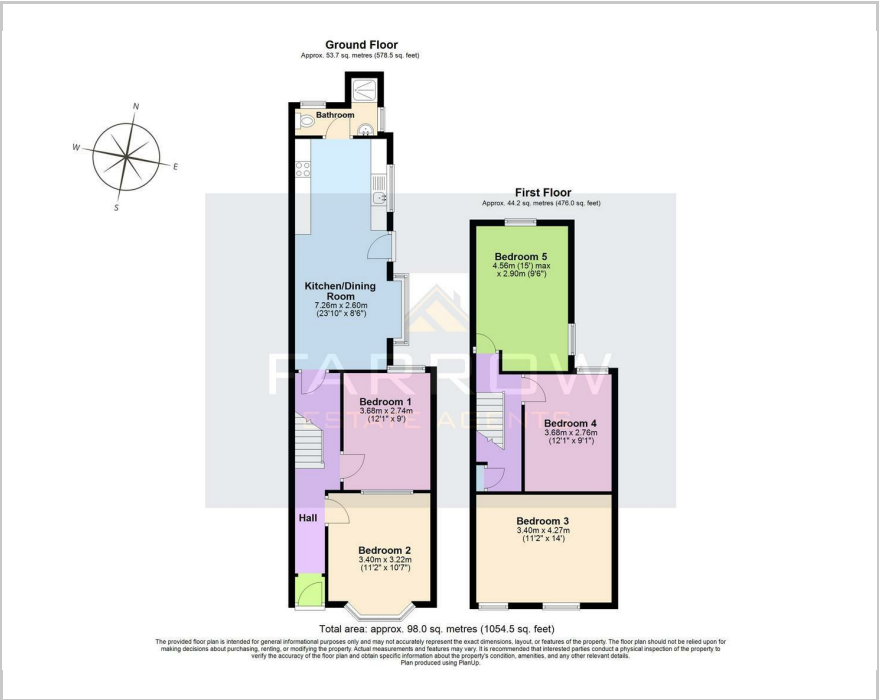 Ground Floor
Approx. 53.7 sq. metres (578.5 sq. feet)
N
W
E
S
Bathroom
Kitchen/Dining
Room
7.26m x 2.60m
(23'10" x 8'6")
Bedroom 1
3.68m x 2.74m
(12'1" x 9')
Hall
Bedroom 2
3.40m x 3.22m
(11'2" x 10'7")
First Floor
Approx. 44.2 sq. metres (476.0 sq. feet)
Bedroom 5
4.56m (15') max
x 2.90m (9'6")
Bedroom 4
3.68m x 2.76m
(12'1" x 9'1")
Bedroom 3
3.40m x 4.27m
(11'2" x 14')
FARROW
ESTATE AGENTS
Total area: approx. 98.0 sq. metres (1054.5 sq. feet)
The provided floor plan is intended for general informational purposes only and may not accurately represent the exact dimensions, layout, or features of the property. The floor plan should not be relied upon for
making decisions about purchasing, renting, or modifying the property. Actual measurements and features may vary. It is recommended that interested parties conduct a physical inspection of the property to
verify the accuracy of the floor plan and obtain specific information about the property's condition, amenities, and any other relevant details.
Plan produced using PlanUp.